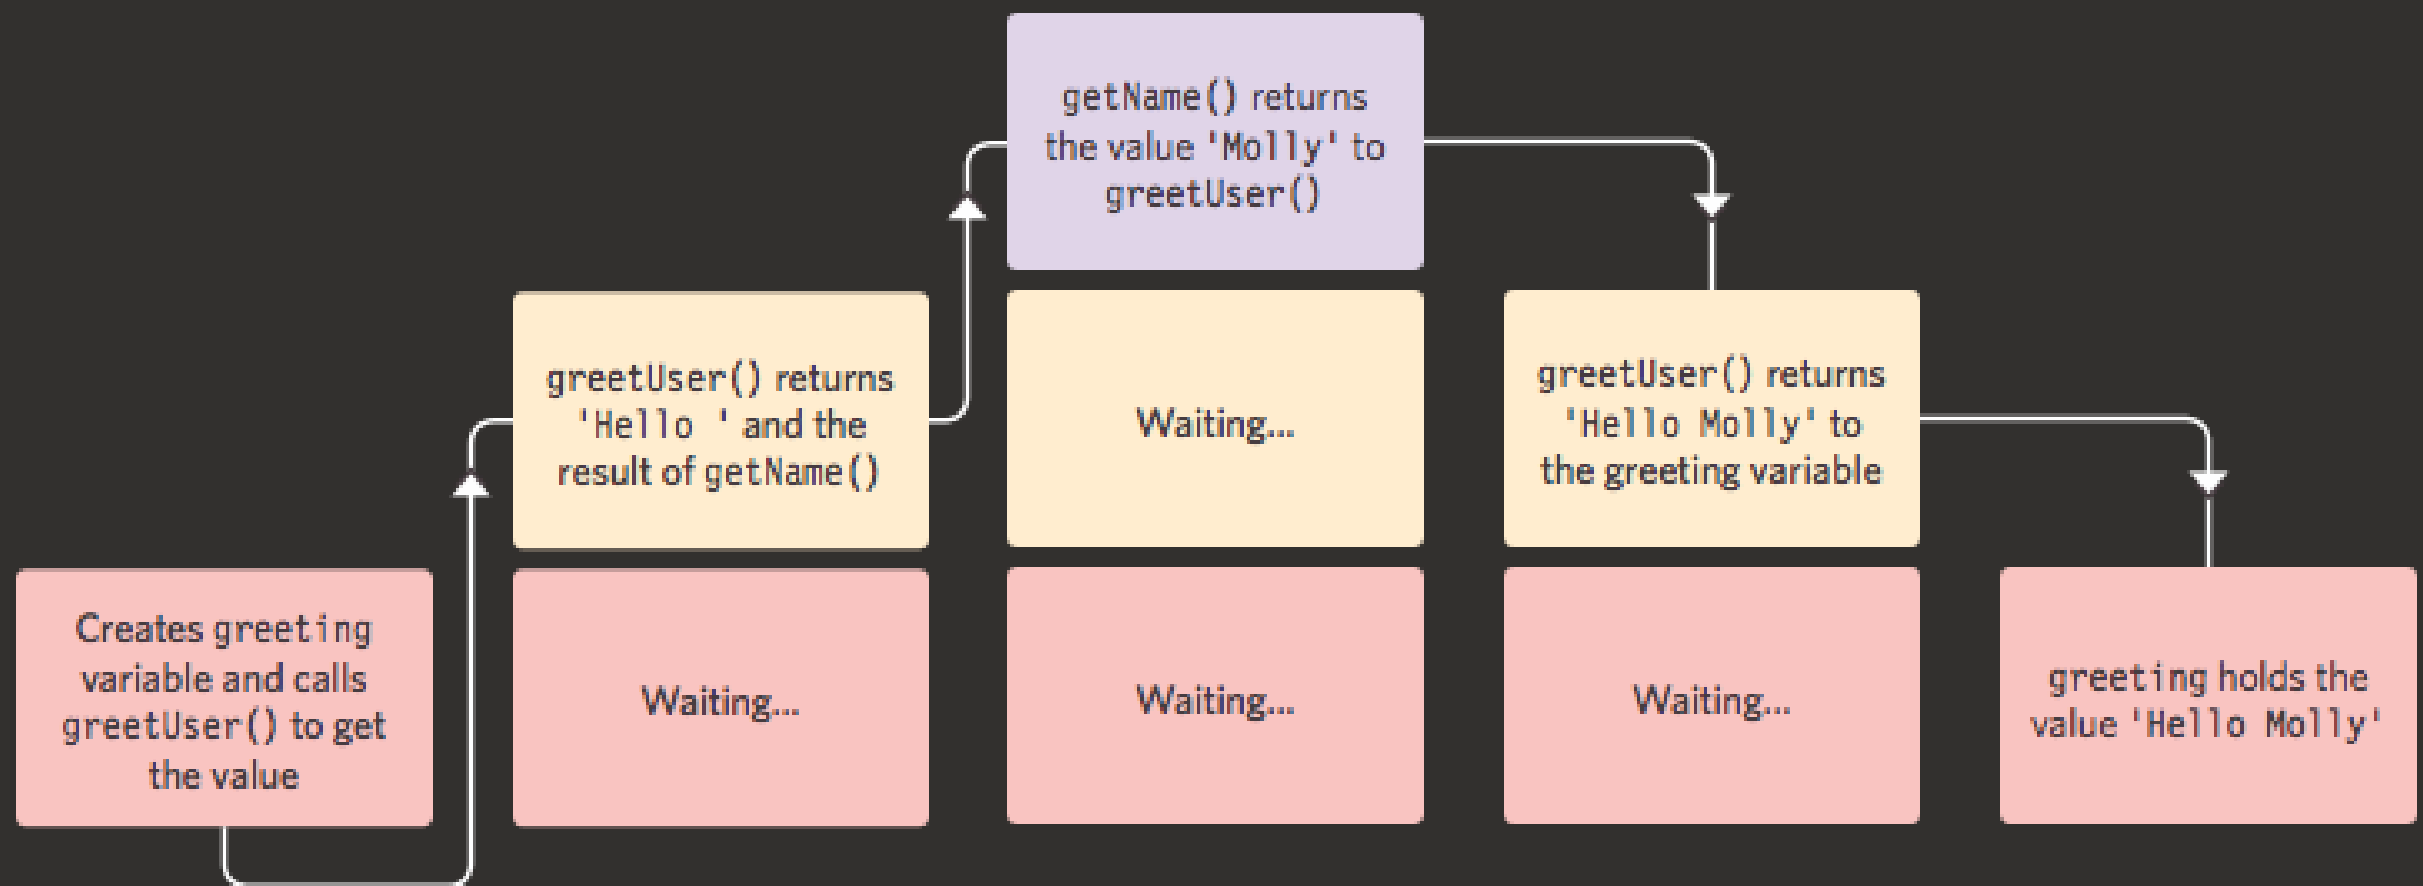 getName() returns
the value 'Molly' to
greetUser()
greetUser() returns
'Hello ' and the
result of getName()
Waiting...
greetUser() returns
'Hello Molly' to
the greeting variable
Creates greeting
variable and calls
greetUser() to get
the value
Waiting...
Waiting...
Waiting...
greeting holds the
value 'Hello Molly'